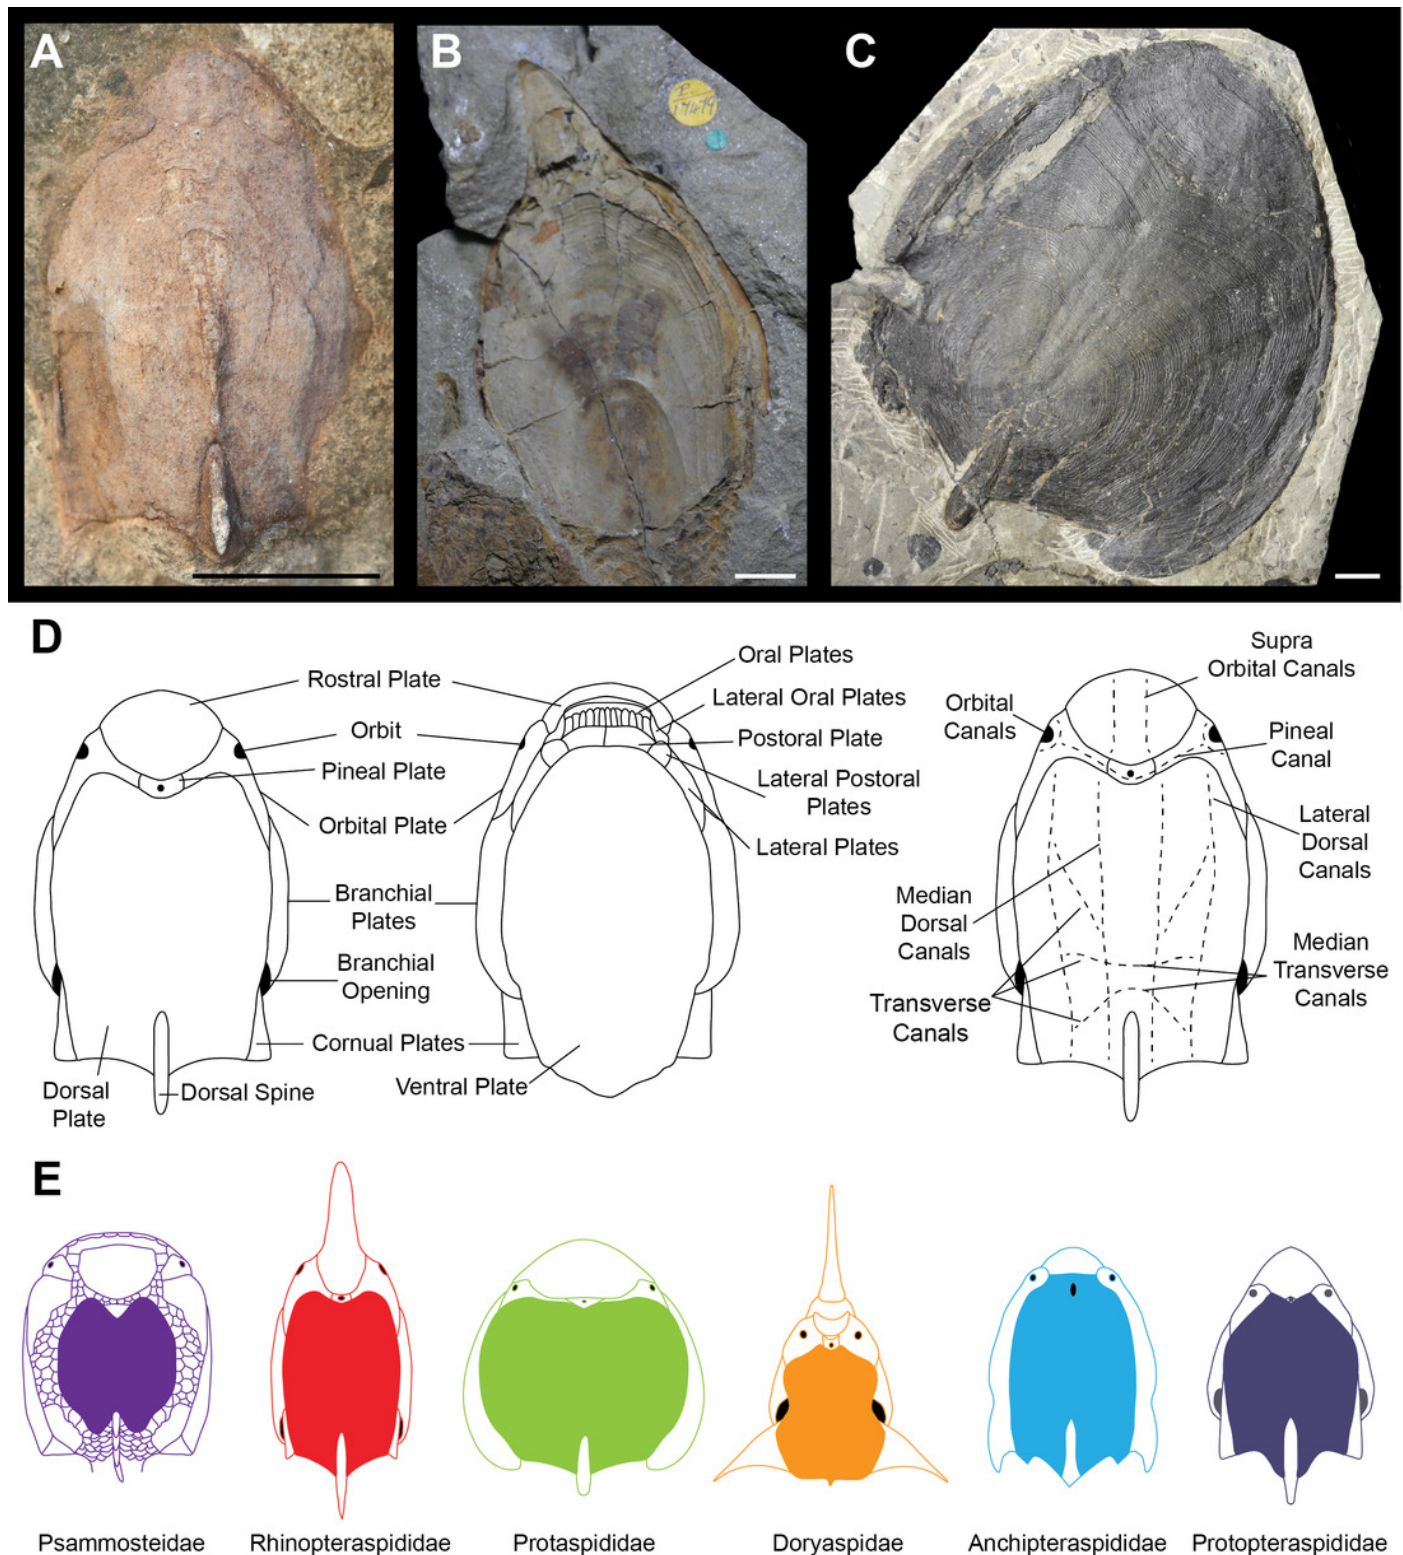 A
B
P.
17479
C
D
Rostral Plate
Orbit
Pineal Plate
Orbital Plate
Branchial
Plates
Branchial
Opening
Cornual Plates
Ventral Plate
Dorsal
Plate
Dorsal Spine
Oral Plates
Lateral Oral Plates
Postoral Plate
Lateral Postoral
Plates
Lateral Plates
Supra
Orbital Canals
Orbital
Canals
Pineal
Canal
Lateral
Dorsal
Canals
Median
Dorsal
Canals
Median
Transverse
Canals
Transverse
Canals
E
Psammosteidae
Rhinopteraspididae
Protaspididae
Doryaspidae
Anchipteraspididae
Protopteraspididae